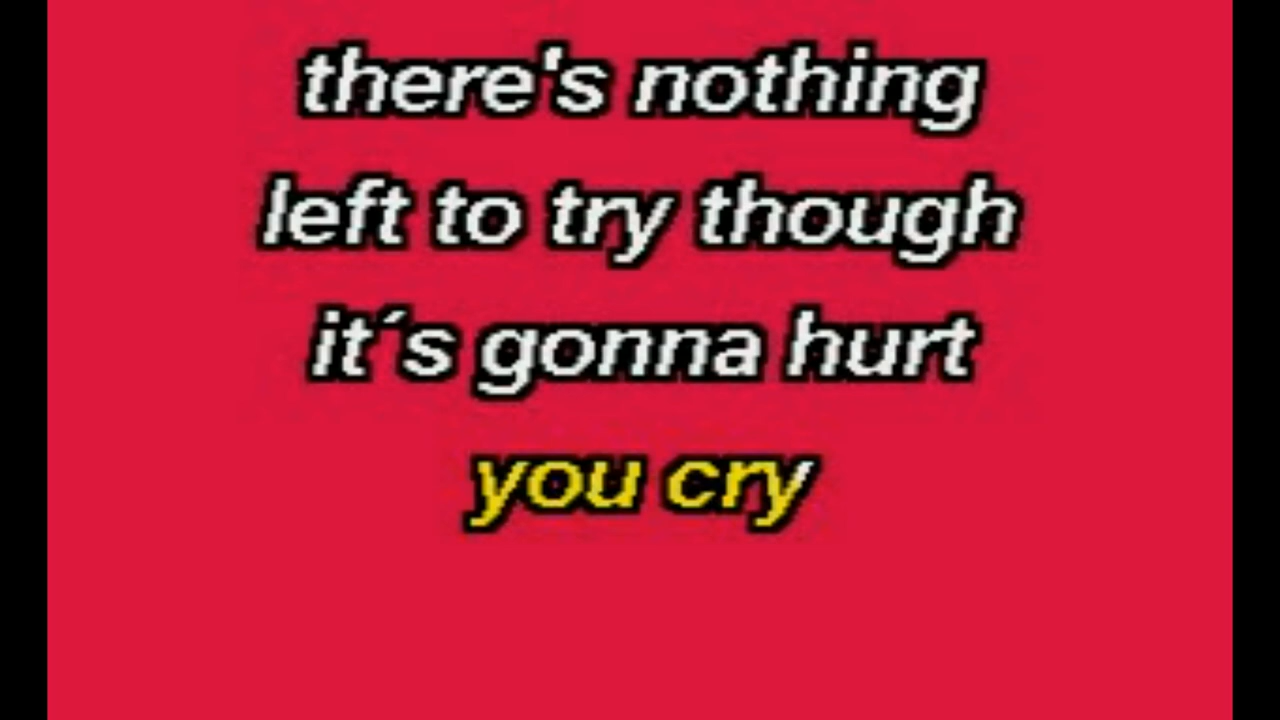 there's nothing
left to try though
it´s gonna hurt
you cry